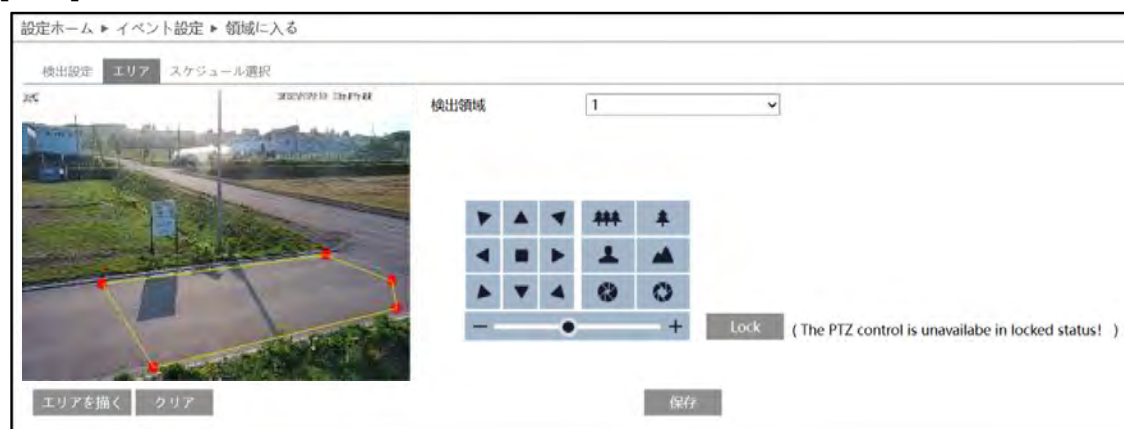 設定ホーム ▶ イベント設定 ▶ 領域に入る
検出設定 エリア スケジュール選択
検出領域 1
Lock ( The PTZ control is unavailabe in locked status! )
エリアを描く クリア 保存